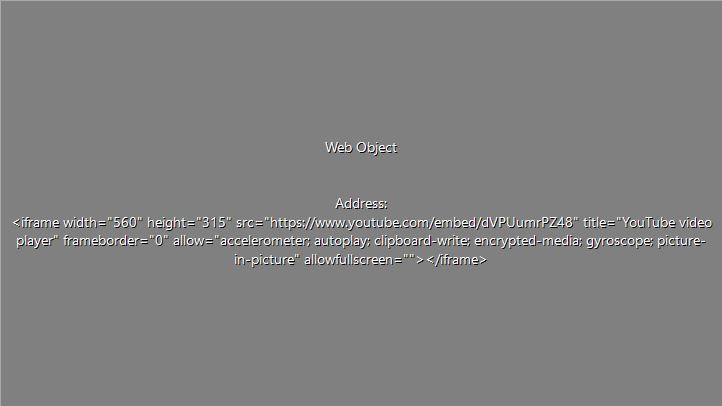 Web Object
Address:
<iframe width="560" height="315" src="https://www.youtube.com/embed/dVPUumrPZ48" title="YouTube video
player" frameborder="0" allow="accelerometer; autoplay; clipboard-write; encrypted-media; gyroscope; picture-
in-picture" allowfullscreen=""></iframe>